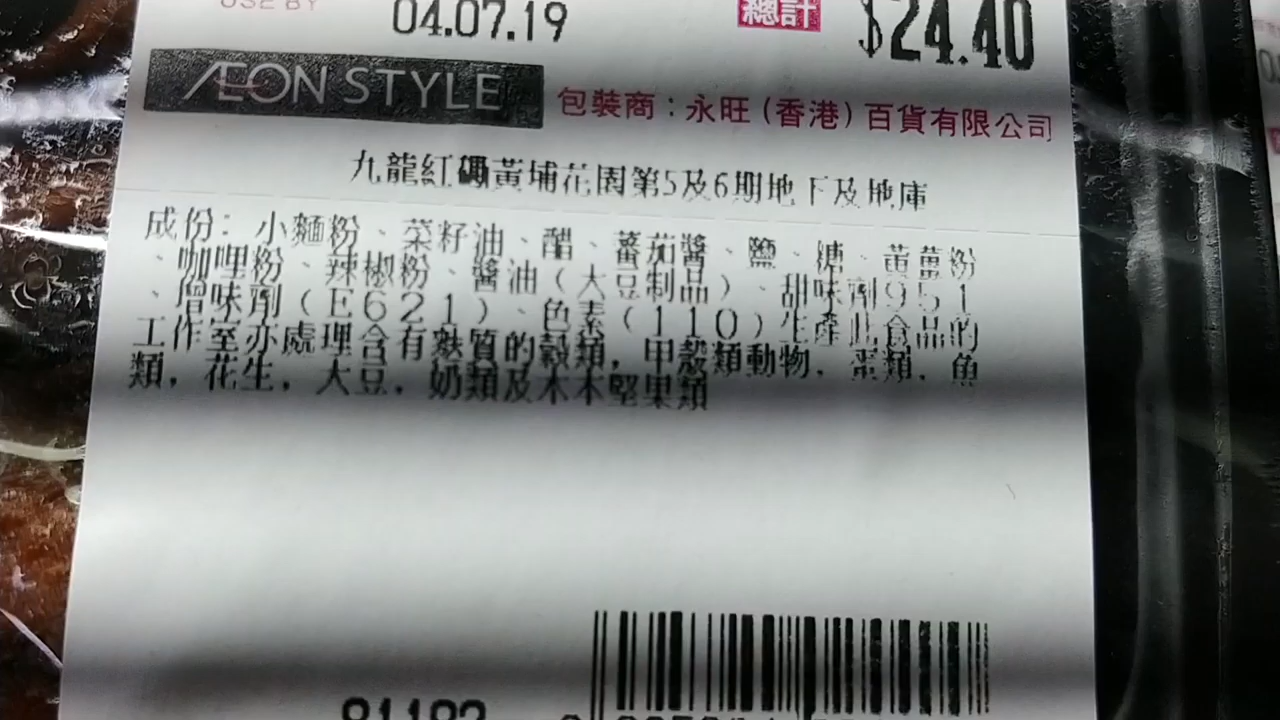 USE BY
04.07.19
總計
$24.40
ÆON STYLE
包裝商：永旺（香港）百貨有限公司
九龍紅磡黃埔花園第5及6期地下及地庫
成份：小麵粉、菜籽油、醋、蕃茄醬、鹽、糖、黃薑粉
、咖哩粉、辣椒粉、醬油（大豆制品）、甜味劑951
、增味劑（E621）、色素（110）生產此食品的
工作至亦處理含有麩質的穀類，甲殼類動物，蛋類，魚
類，花生，大豆，奶類及木本堅果類
81182